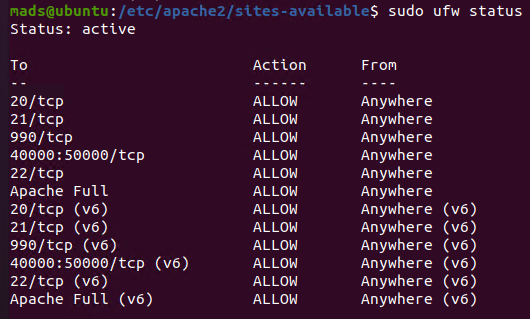 mads@ubuntu:/etc/apache2/sites-available$ sudo ufw status
Status: active
To Action From
-- ------ ----
20/tcp ALLOW Anywhere
21/tcp ALLOW Anywhere
990/tcp ALLOW Anywhere
40000:50000/tcp ALLOW Anywhere
22/tcp ALLOW Anywhere
Apache Full ALLOW Anywhere
20/tcp (v6) ALLOW Anywhere (v6)
21/tcp (v6) ALLOW Anywhere (v6)
990/tcp (v6) ALLOW Anywhere (v6)
40000:50000/tcp (v6) ALLOW Anywhere (v6)
22/tcp (v6) ALLOW Anywhere (v6)
Apache Full (v6) ALLOW Anywhere (v6)